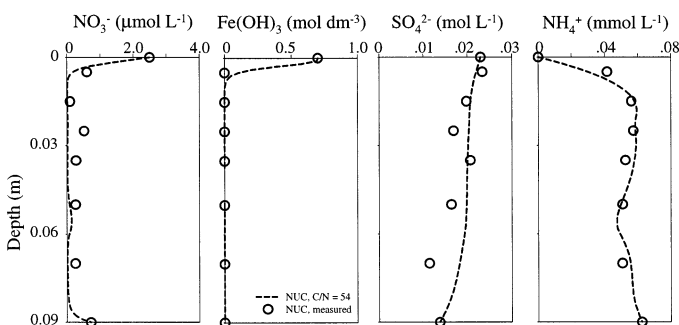 NO₃⁻ (μmol L⁻¹) Fe(OH)₃ (mol dm⁻³) SO₄²⁻ (mol L⁻¹) NH₄⁺ (mmol L⁻¹)
0 2.0 4.0 0 0.5 1.0 0 .01 .02 .03 0 .04 .08
0
0.03
0.06
0.09
Depth (m)
NUC, C/N = 54
NUC, measured